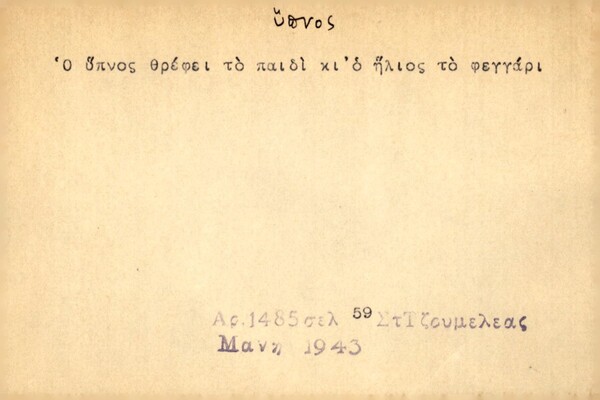 ὕπνος
Ὁ ὕπνος θρέφει τὸ παιδὶ κι'ὁ ἥλιος τὸ φεγγάρι
Αρ.1485 σελ 59 ΣτΤζουμελεας
Μανη 1943